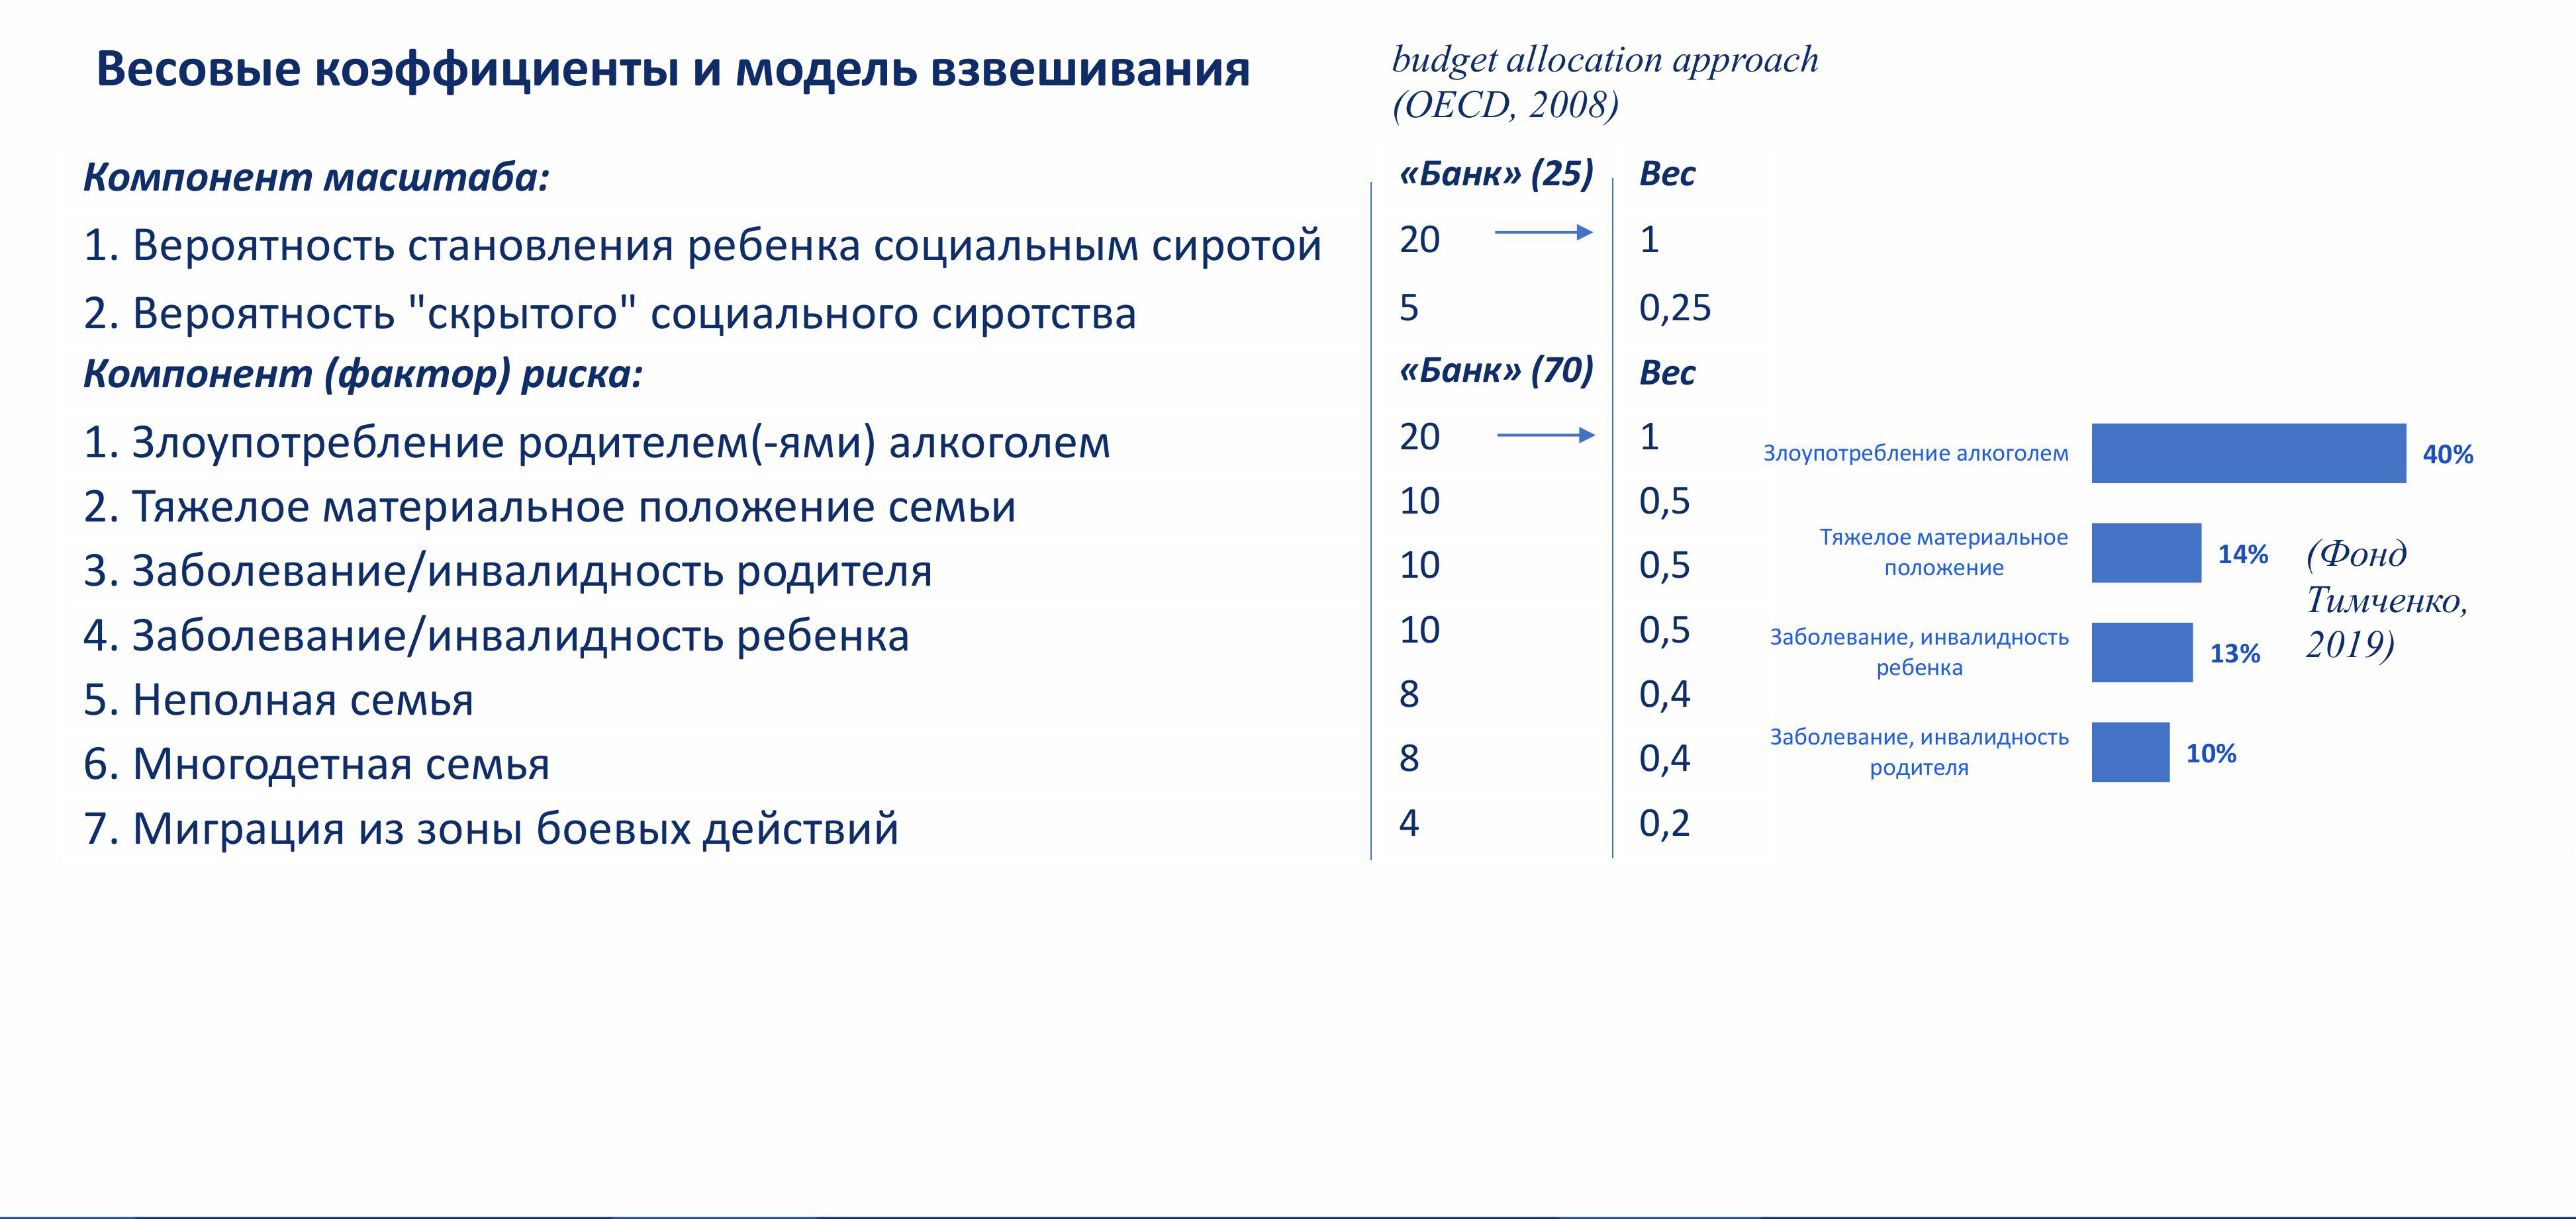 Весовые коэффициенты и модель взвешивания
budget allocation approach
(OECD, 2008)
Компонент масштаба:
«Банк» (25)
Вес
1. Вероятность становления ребенка социальным сиротой
20
1
2. Вероятность "скрытого" социального сиротства
5
0,25
Компонент (фактор) риска:
«Банк» (70)
Вес
1. Злоупотребление родителем(-ями) алкоголем
20
1
2. Тяжелое материальное положение семьи
10
0,5
3. Заболевание/инвалидность родителя
10
0,5
4. Заболевание/инвалидность ребенка
10
0,5
5. Неполная семья
8
0,4
6. Многодетная семья
8
0,4
7. Миграция из зоны боевых действий
4
0,2
Злоупотребление алкоголем
40%
Тяжелое материальное
положение
14%
Заболевание, инвалидность
ребенка
13%
Заболевание, инвалидность
родителя
10%
(Фонд
Тимченко,
2019)